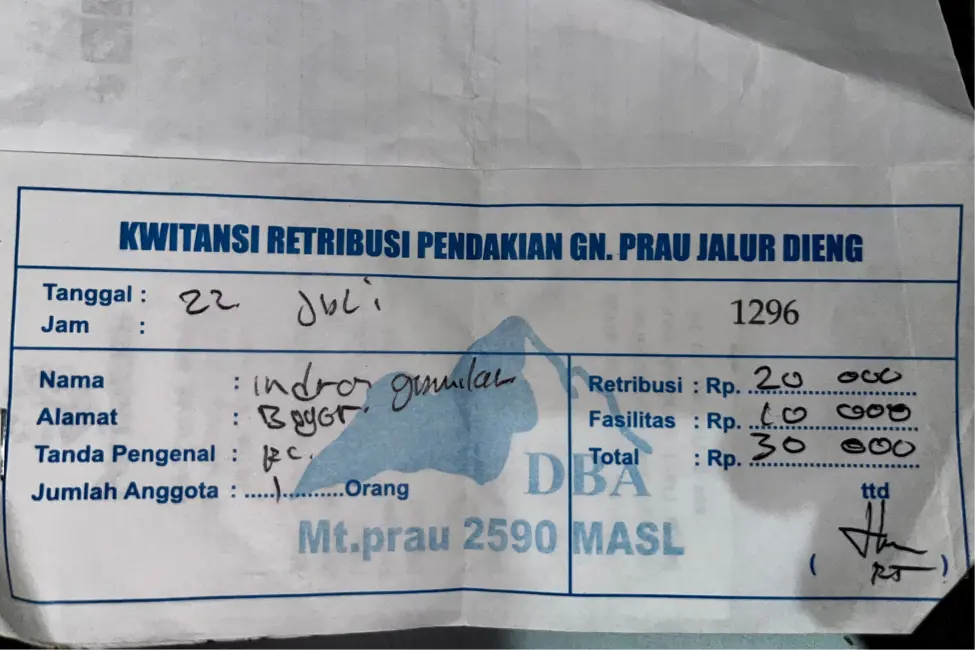 KWITANSI RETRIBUSI PENDAKIAN GN. PRAU JALUR DIENG
Tanggal : 22 Juli
Jam :
1296
Nama : indra gumilar
Alamat : Bogor.
Tanda Pengenal :
Jumlah Anggota : .....1..........Orang
Retribusi : Rp. 20 000
Fasilitas : Rp. 10 000
Total : Rp. 30 000
DBA
Mt.prau 2590 MASL
ttd
( )